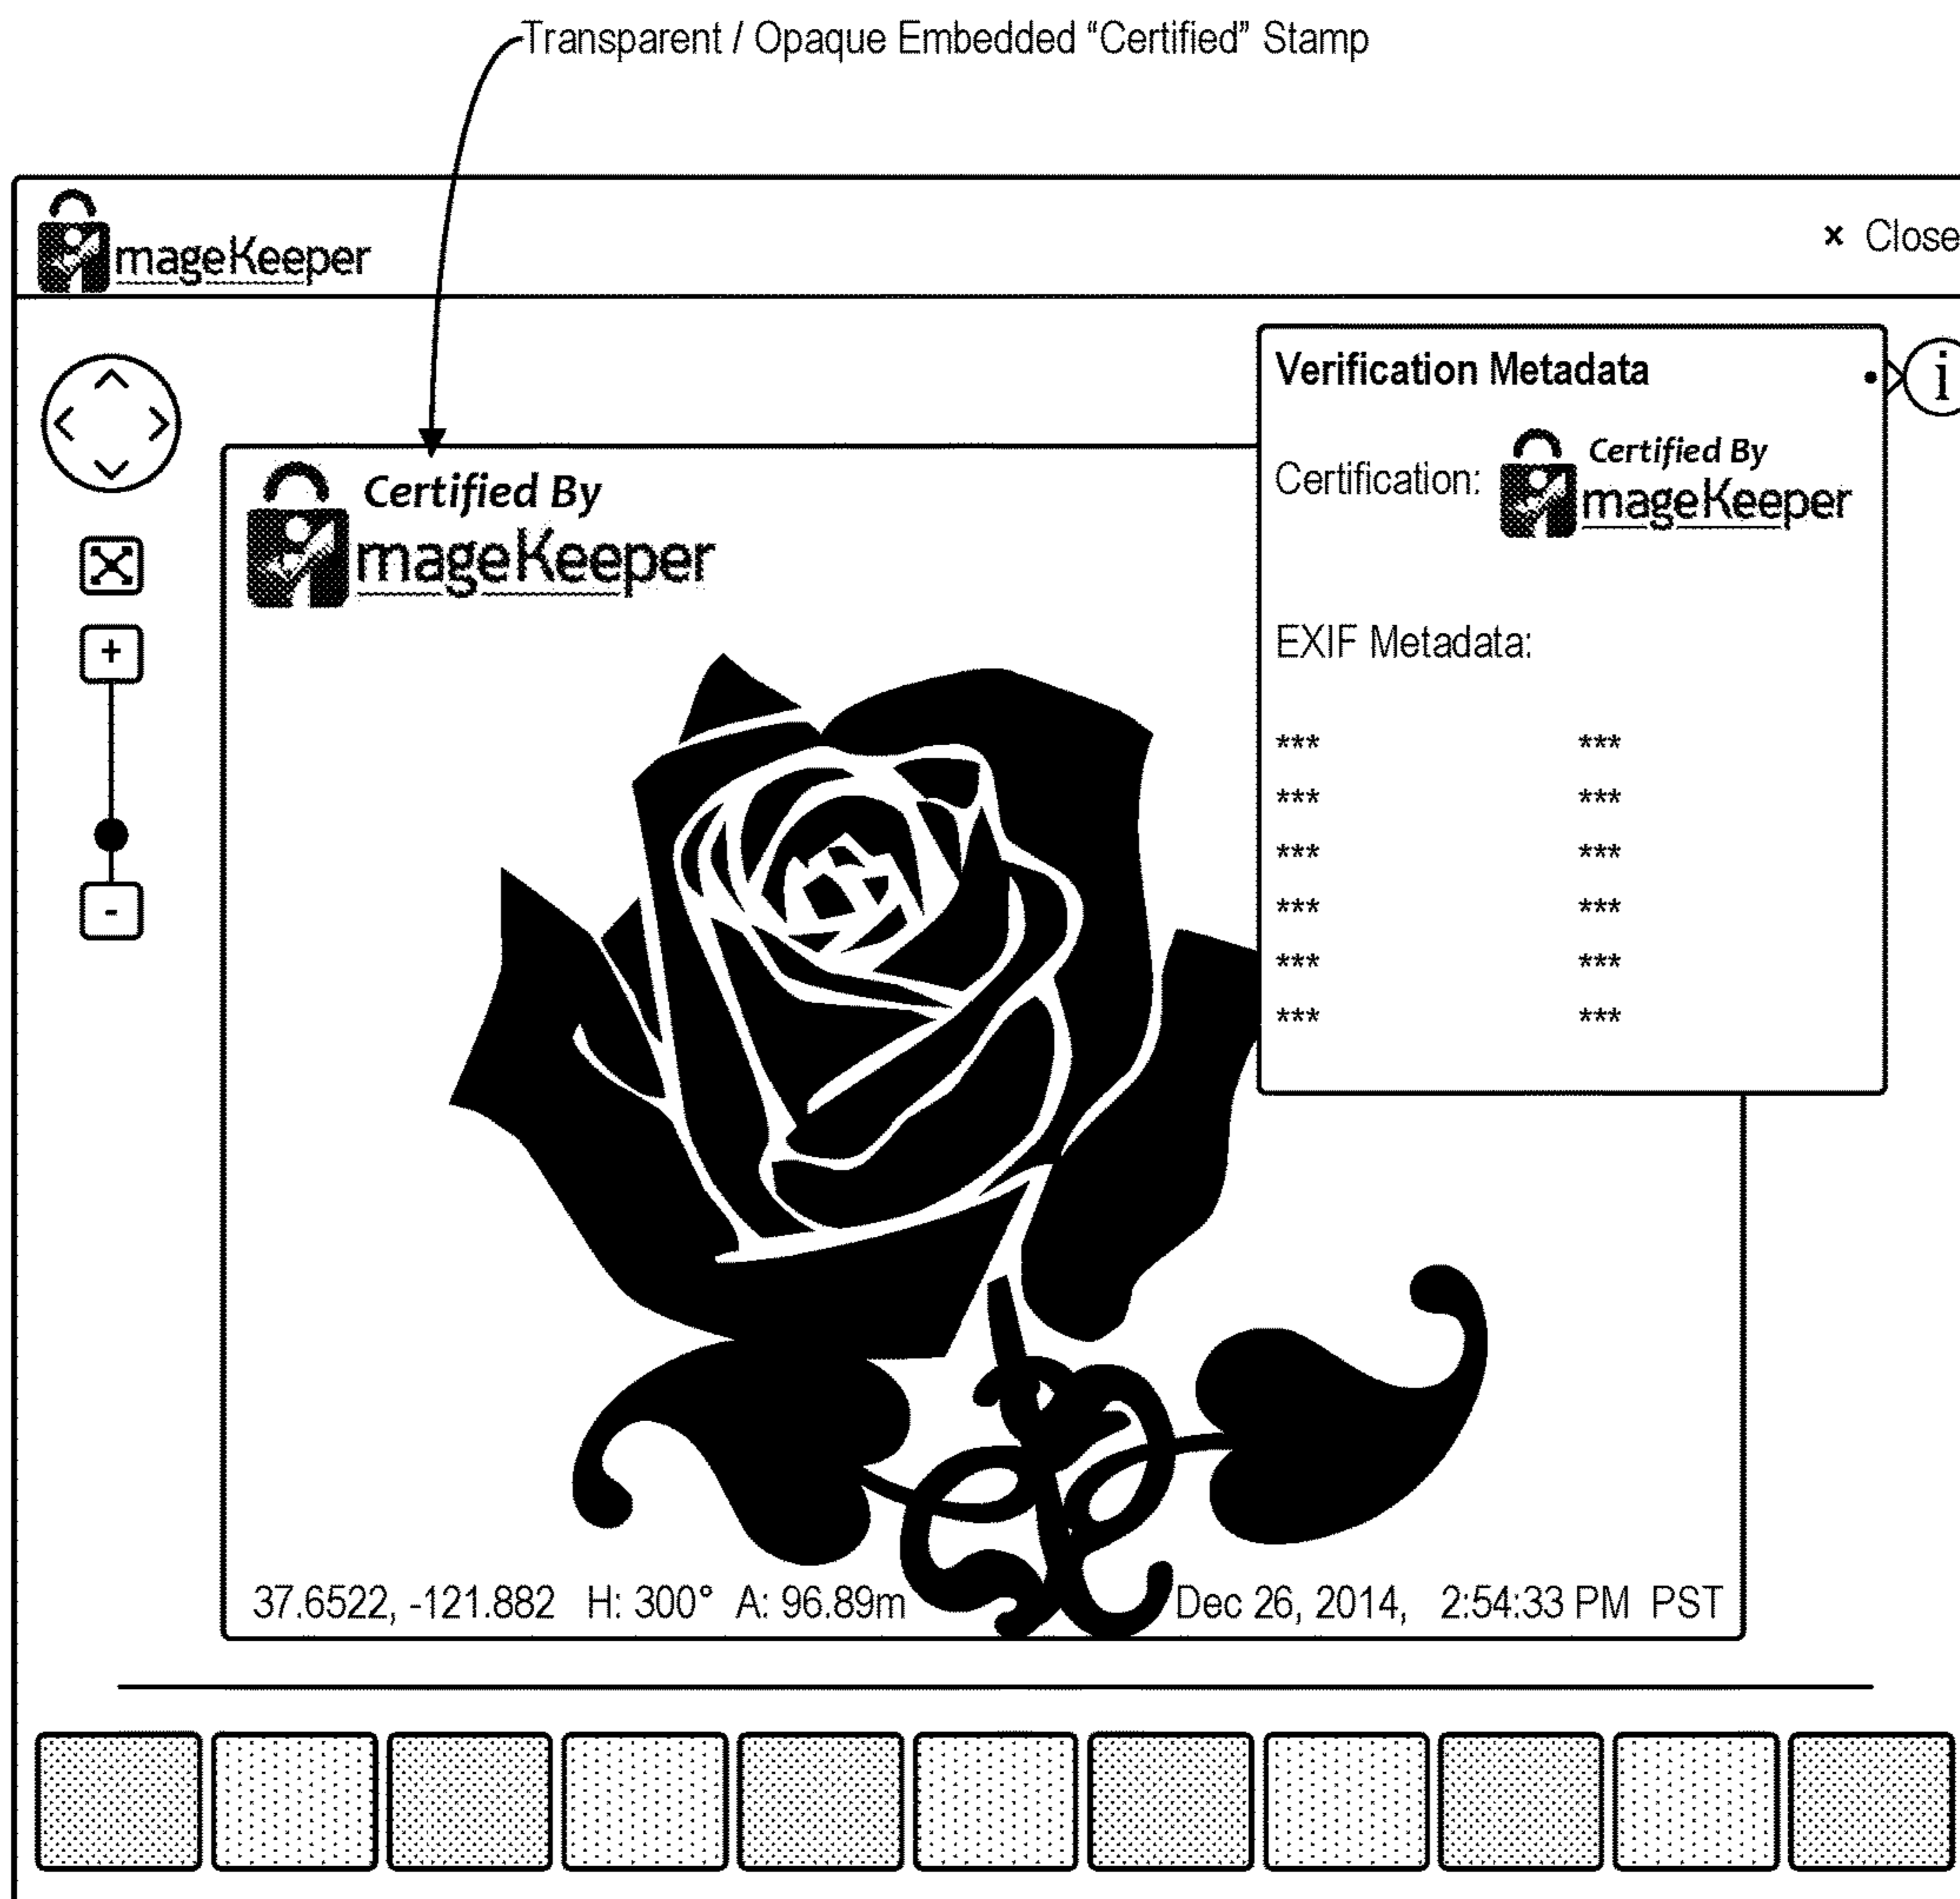 Transparent / Opaque Embedded “Certified” Stamp
mageKeeper
× Close
Verification Metadata
i
Certified By
mageKeeper
Certification:
Certified By
mageKeeper
+
-
EXIF Metadata:
*** ***
*** ***
*** ***
*** ***
*** ***
*** ***
37.6522, -121.882 H: 300° A: 96.89m Dec 26, 2014, 2:54:33 PM PST